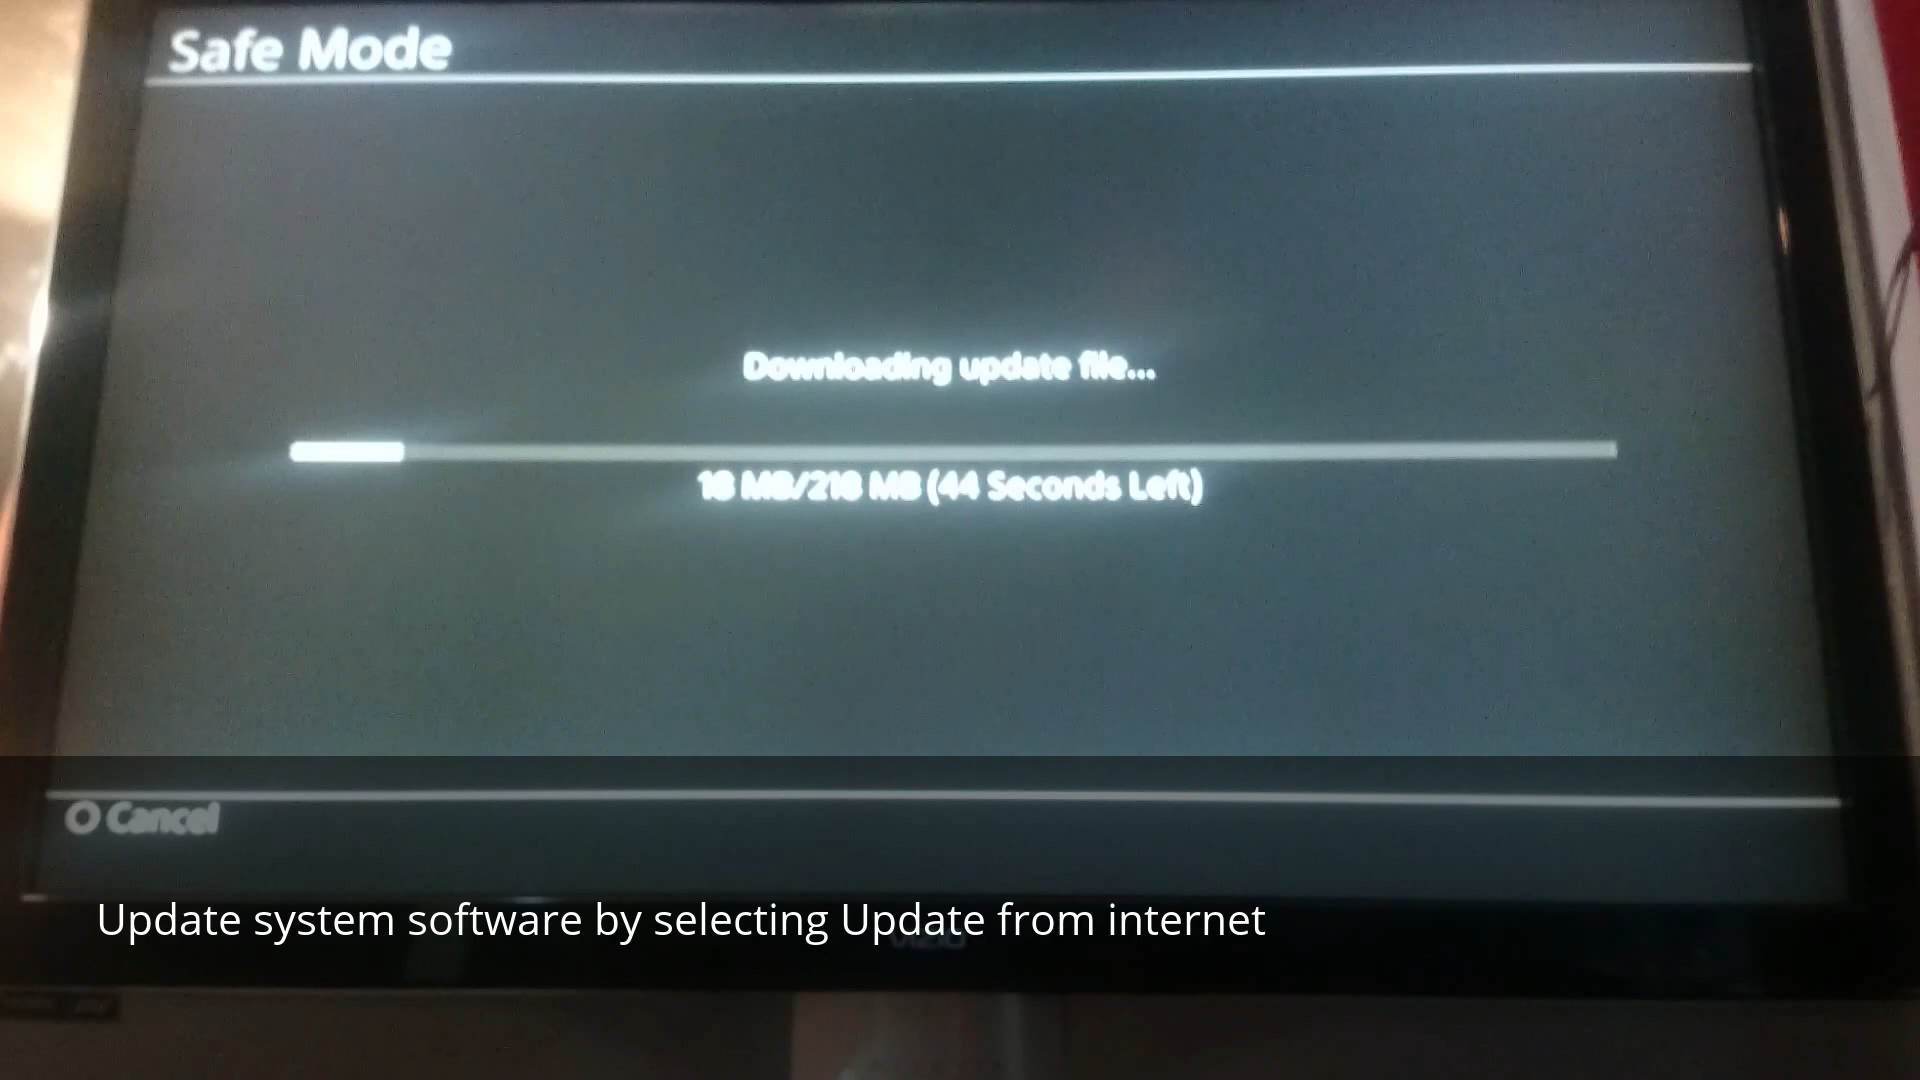 Safe Mode
Downloading update file...
18 MB/218 MB (44 Seconds Left)
O Cancel
Update system software by selecting Update from internet
VIZIO